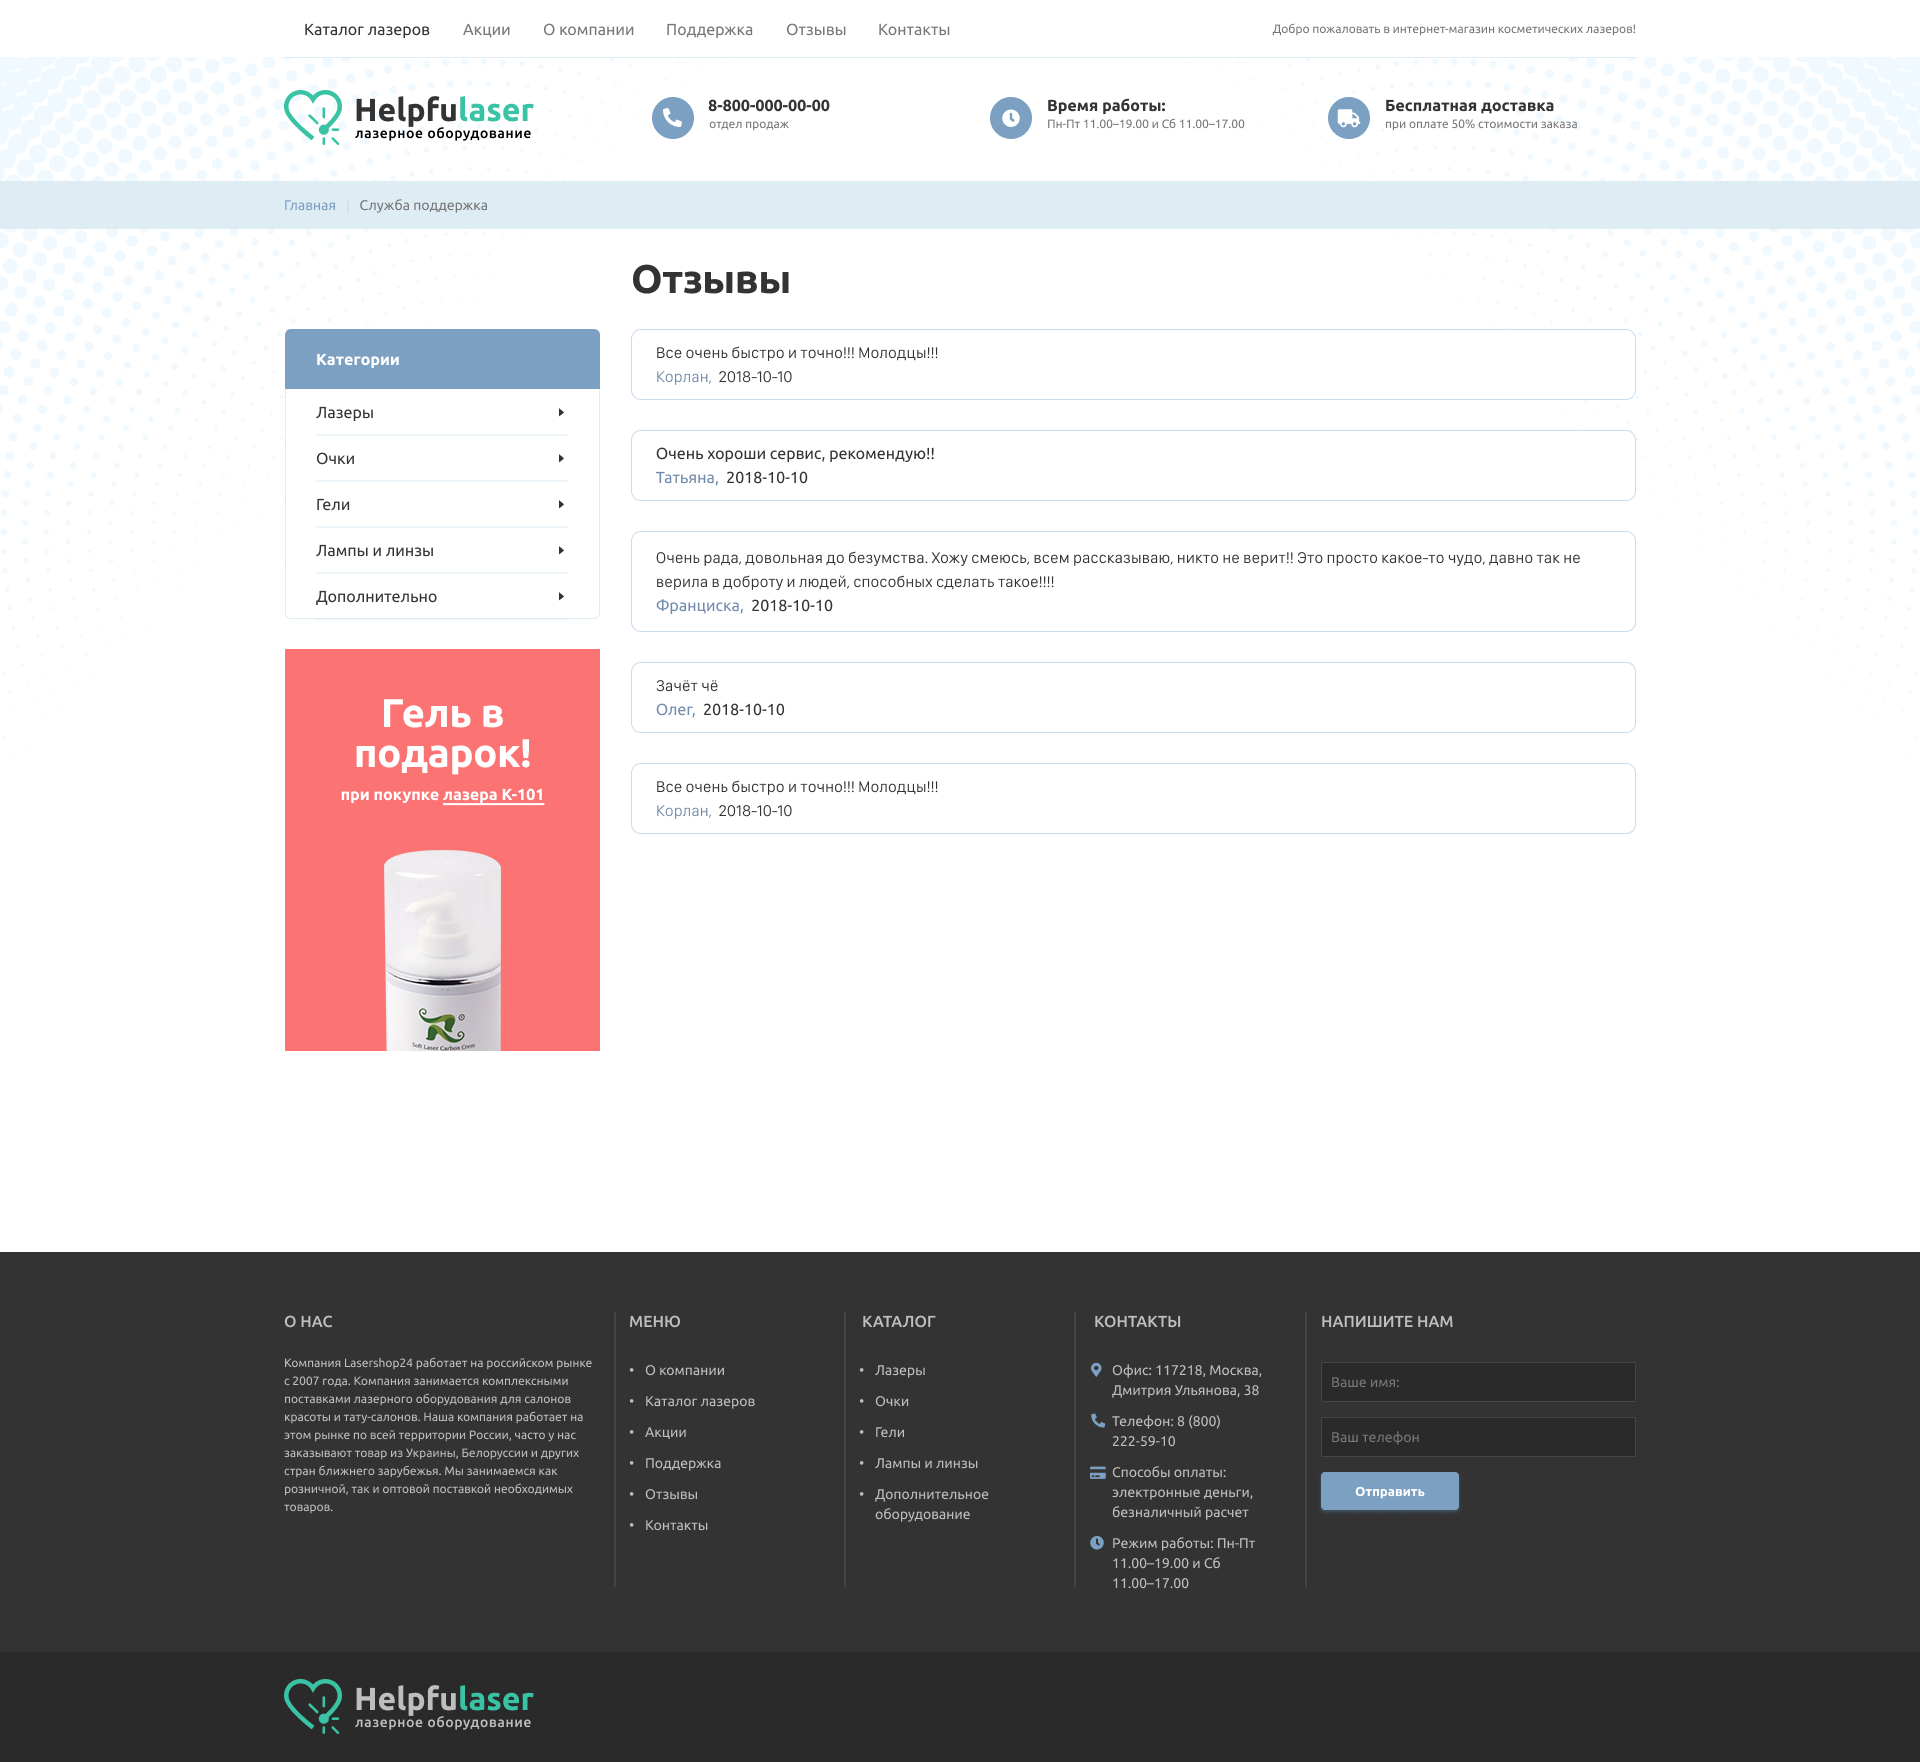 Каталог лазеров
Акции
О компании
Поддержка
Отзывы
Контакты
Добро пожаловать в интернет-магазин косметических лазеров!
Helpfulaser
лазерное оборудование
8-800-000-00-00
отдел продаж
Время работы:
Пн-Пт 11.00–19.00 и Сб 11.00–17.00
Бесплатная доставка
при оплате 50% стоимости заказа
Главная | Служба поддержка
Отзывы
Категории
Лазеры
Очки
Гели
Лампы и линзы
Дополнительно
Гель в
подарок!
при покупке лазера К-101
R
Soft Laser Carbon Crem
Все очень быстро и точно!!! Молодцы!!!
Корлан, 2018-10-10
Очень хороши сервис, рекомендую!!
Татьяна, 2018-10-10
Очень рада, довольная до безумства. Хожу смеюсь, всем рассказываю, никто не верит!! Это просто какое-то чудо, давно так не
верила в доброту и людей, способных сделать такое!!!!
Франциска, 2018-10-10
Зачёт чё
Олег, 2018-10-10
Все очень быстро и точно!!! Молодцы!!!
Корлан, 2018-10-10
О НАС
Компания Lasershop24 работает на российском рынке
с 2007 года. Компания занимается комплексными
поставками лазерного оборудования для салонов
красоты и тату-салонов. Наша компания работает на
этом рынке по всей территории России, часто у нас
заказывают товар из Украины, Белоруссии и других
стран ближнего зарубежья. Мы занимаемся как
розничной, так и оптовой поставкой необходимых
товаров.
МЕНЮ
• О компании
• Каталог лазеров
• Акции
• Поддержка
• Отзывы
• Контакты
КАТАЛОГ
• Лазеры
• Очки
• Гели
• Лампы и линзы
• Дополнительное
оборудование
КОНТАКТЫ
Офис: 117218, Москва,
Дмитрия Ульянова, 38
Телефон: 8 (800)
222-59-10
Способы оплаты:
электронные деньги,
безналичный расчет
Режим работы: Пн-Пт
11.00–19.00 и Сб
11.00–17.00
НАПИШИТЕ НАМ
Ваше имя:
Ваш телефон
Отправить
Helpfulaser
лазерное оборудование